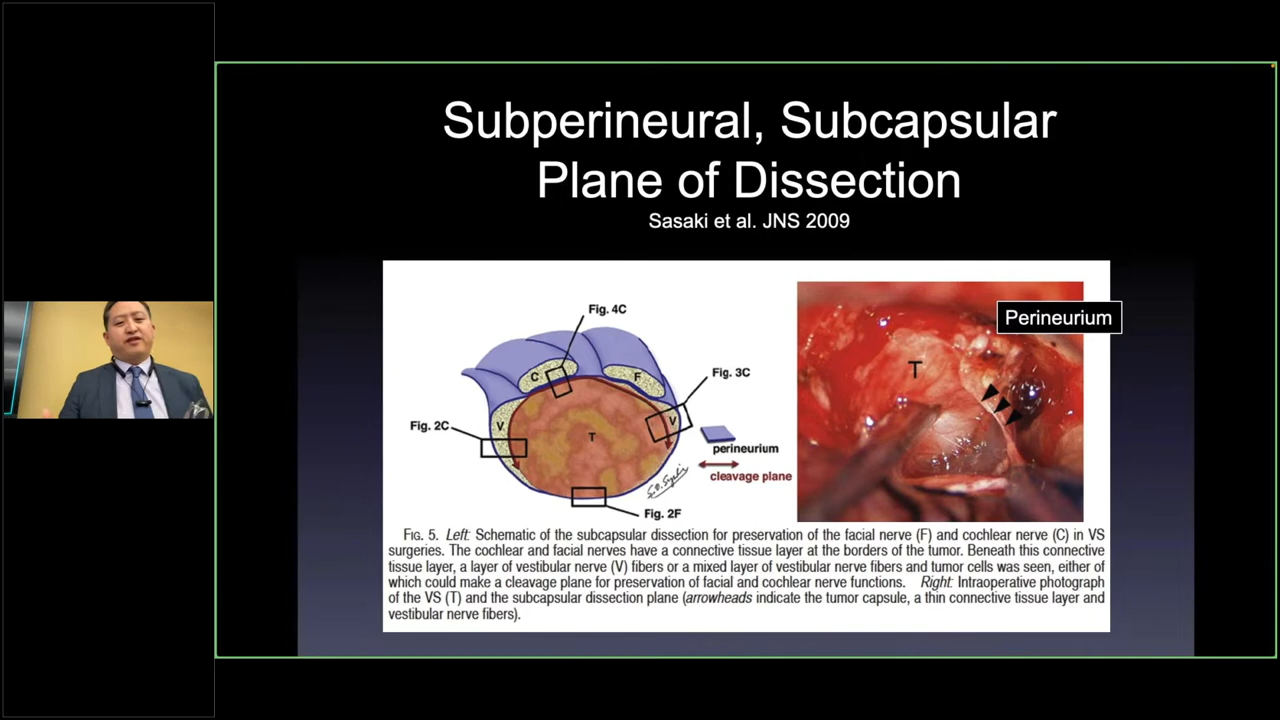 Subperineural, Subcapsular
Plane of Dissection
Sasaki et al. JNS 2009
Fig. 4C
Fig. 3C
Fig. 2C
C
F
V
V
T
perineurium
cleavage plane
Fig. 2F
T
Perineurium
FIG. 5. Left: Schematic of the subcapsular dissection for preservation of the facial nerve (F) and cochlear nerve (C) in VS
surgeries. The cochlear and facial nerves have a connective tissue layer at the borders of the tumor. Beneath this connective
tissue layer, a layer of vestibular nerve (V) fibers or a mixed layer of vestibular nerve fibers and tumor cells was seen, either of
which could make a cleavage plane for preservation of facial and cochlear nerve functions. Right: Intraoperative photograph
of the VS (T) and the subcapsular dissection plane (arrowheads indicate the tumor capsule, a thin connective tissue layer and
vestibular nerve fibers).